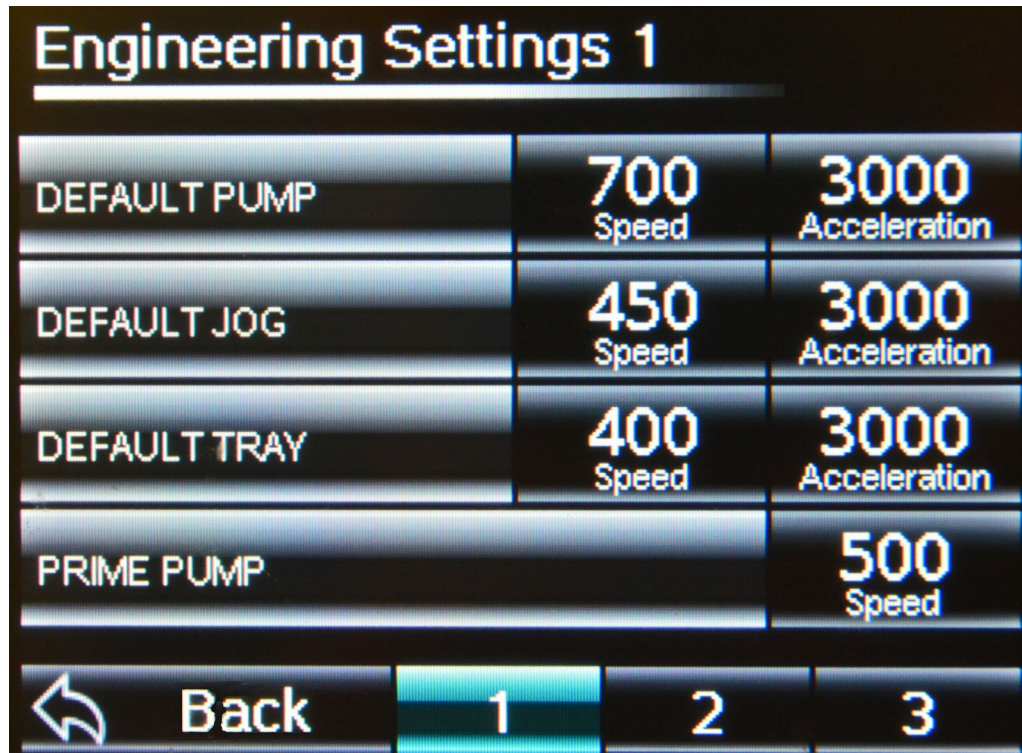 Engineering Settings 1
DEFAULT PUMP 700 Speed 3000 Acceleration
DEFAULT JOG 450 Speed 3000 Acceleration
DEFAULT TRAY 400 Speed 3000 Acceleration
PRIME PUMP 500 Speed
Back 1 2 3